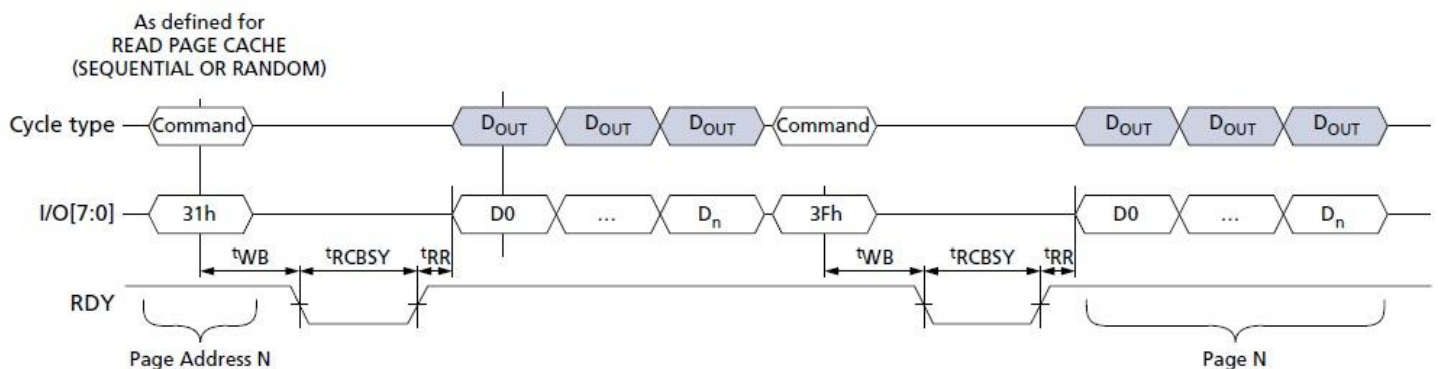 As defined for
READ PAGE CACHE
(SEQUENTIAL OR RANDOM)
Cycle type Command DOUT DOUT DOUT Command DOUT DOUT DOUT
I/O[7:0] 31h D0 ... Dn 3Fh D0 ... Dn
tWB tRCBSY tRR tWB tRCBSY tRR
RDY
Page Address N Page N